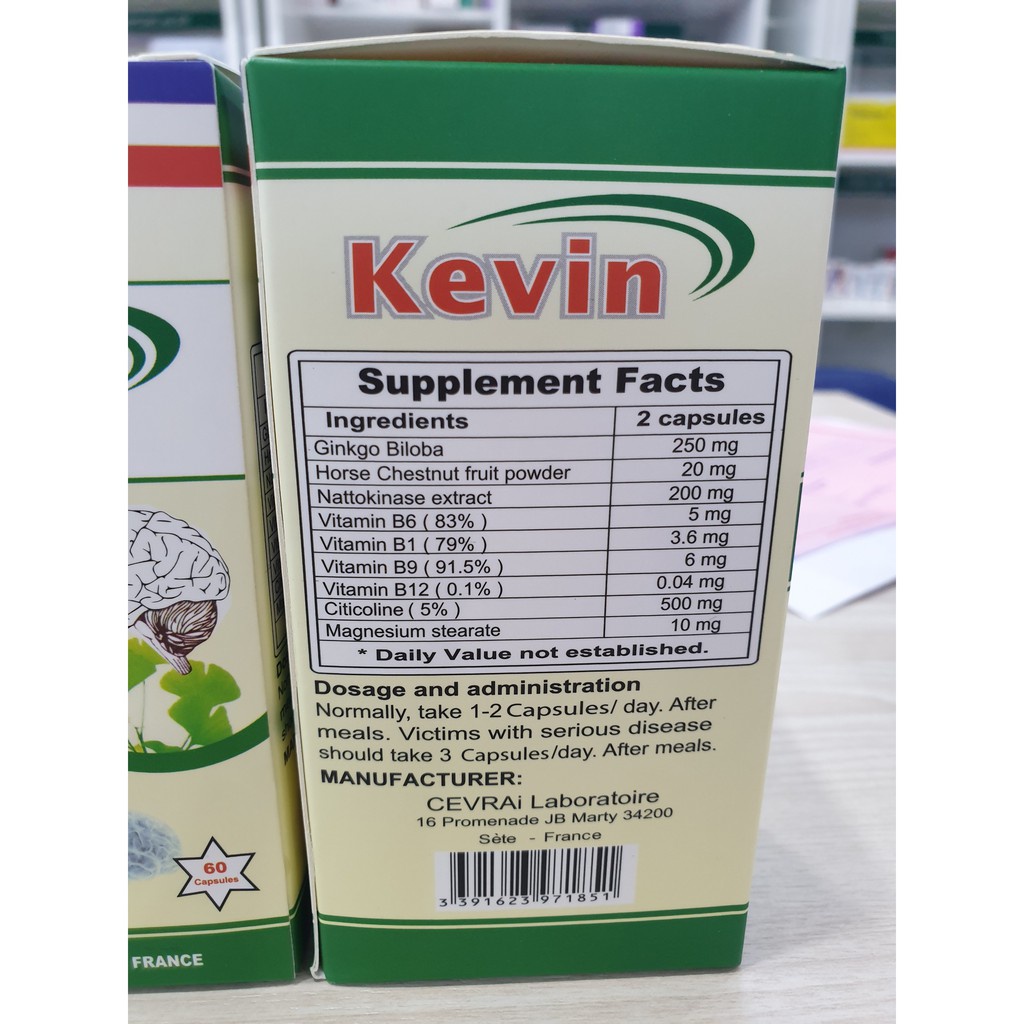 Kevin
Supplement Facts
Ingredients 2 capsules
Ginkgo Biloba 250 mg
Horse Chestnut fruit powder 20 mg
Nattokinase extract 200 mg
Vitamin B6 ( 83% ) 5 mg
Vitamin B1 ( 79% ) 3.6 mg
Vitamin B9 ( 91.5% ) 6 mg
Vitamin B12 ( 0.1% ) 0.04 mg
Citicoline ( 5% ) 500 mg
Magnesium stearate 10 mg
* Daily Value not established.
Dosage and administration
Normally, take 1-2 Capsules/ day. After
meals. Victims with serious disease
should take 3 Capsules/day. After meals.
MANUFACTURER:
CEVRAi Laboratoire
16 Promenade JB Marty 34200
Sète - France
3 391623 971851
60
Capsules
FRANCE